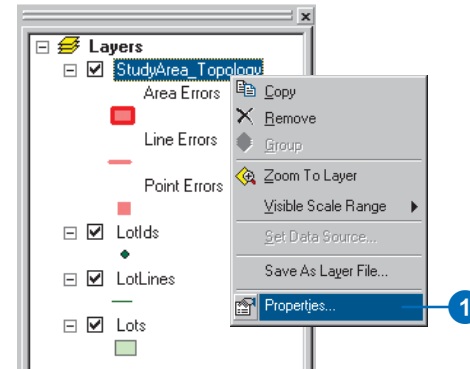 Layers
StudyArea_Topology
Area Errors
Line Errors
Point Errors
LotIds
LotLines
Lots
Copy
Remove
Group
Zoom To Layer
Visible Scale Range
Set Data Source...
Save As Layer File...
Properties...
1